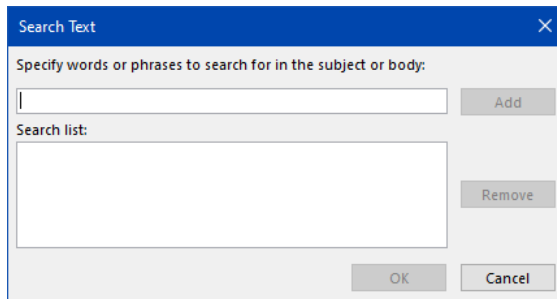 Search Text
Specify words or phrases to search for in the subject or body:
Add
Search list:
Remove
OK
Cancel